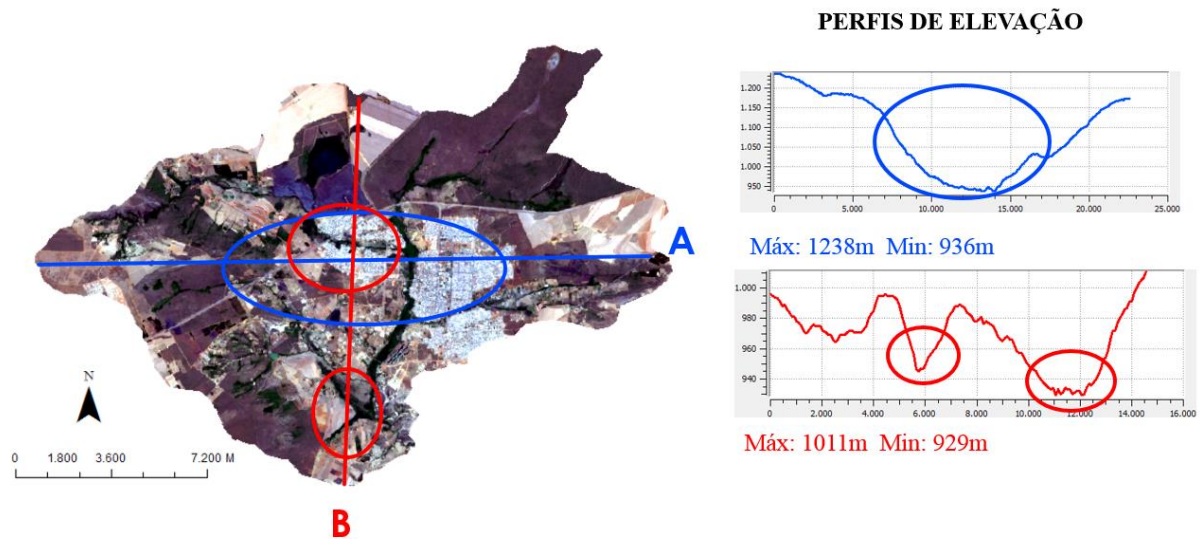 PERFIS DE ELEVAÇÃO
1.200
1.150
1.100
1.050
1.000
950
0 5.000 10.000 15.000 20.000 25.000
Máx: 1238m Min: 936m
1.000
980
960
940
0 2.000 4.000 6.000 8.000 10.000 12.000 14.000 16.000
Máx: 1011m Min: 929m
A
N
0 1.800 3.600 7.200 M
B